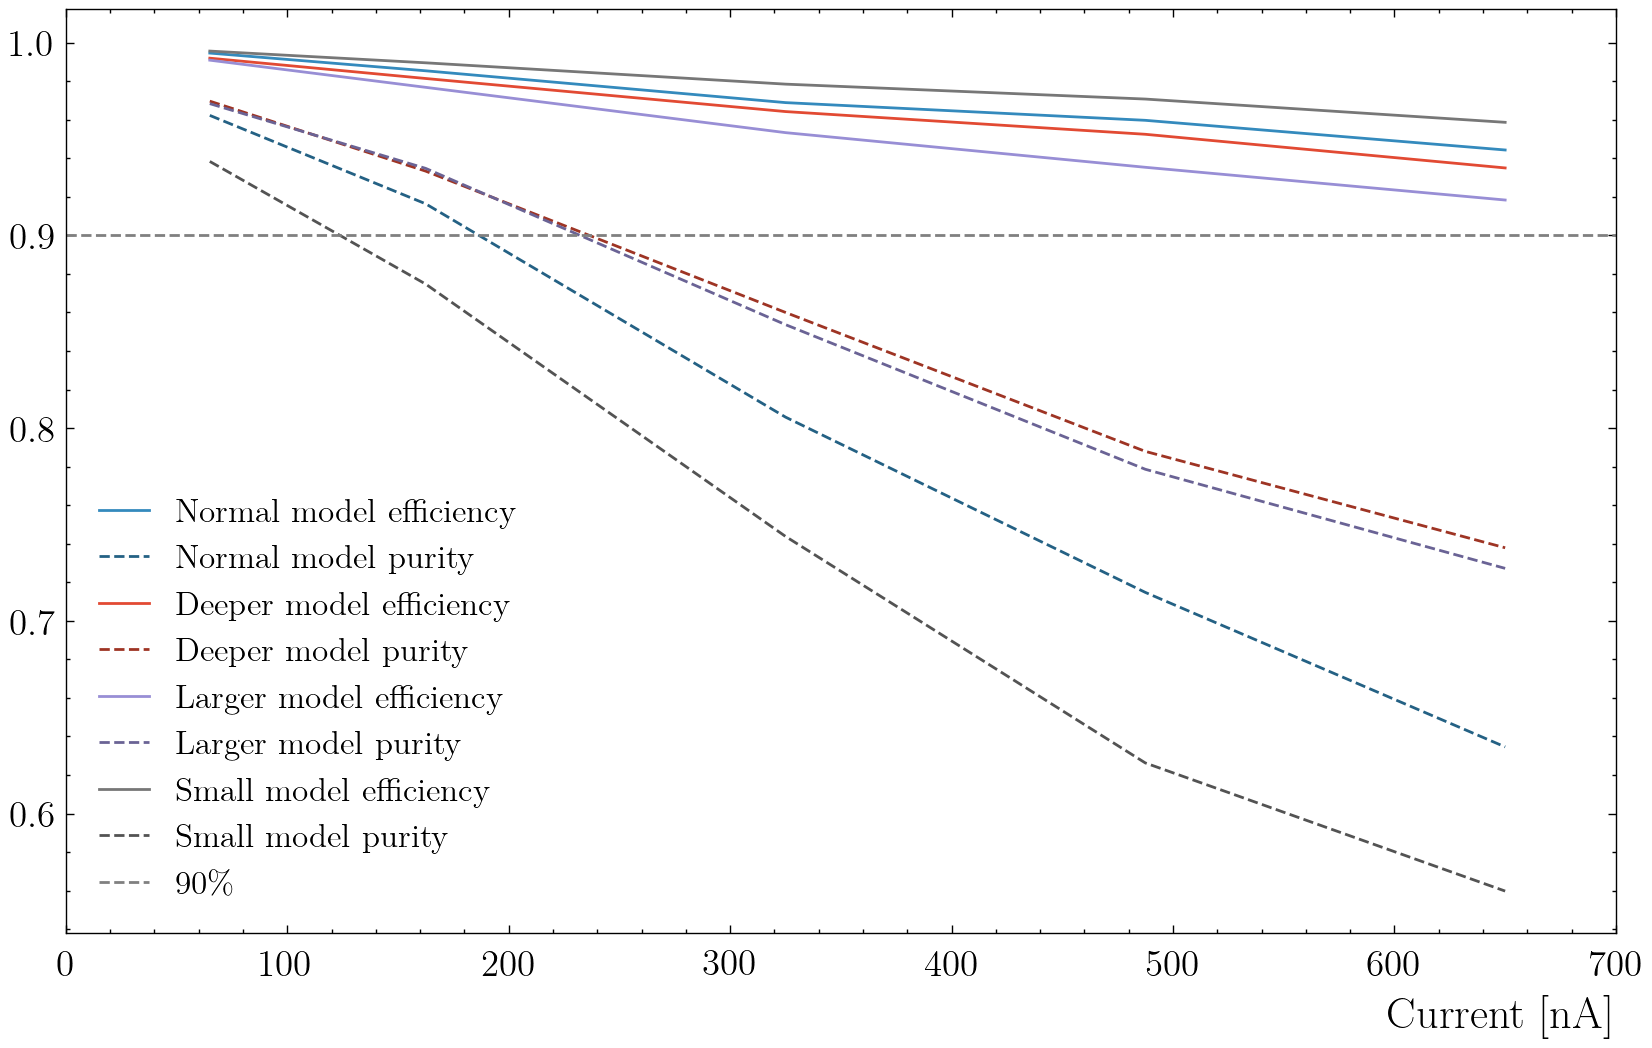 1.0
0.9
0.8
0.7
0.6
Normal model efficiency
Normal model purity
Deeper model efficiency
Deeper model purity
Larger model efficiency
Larger model purity
Small model efficiency
Small model purity
90%
0 100 200 300 400 500 600 700
Current [nA]